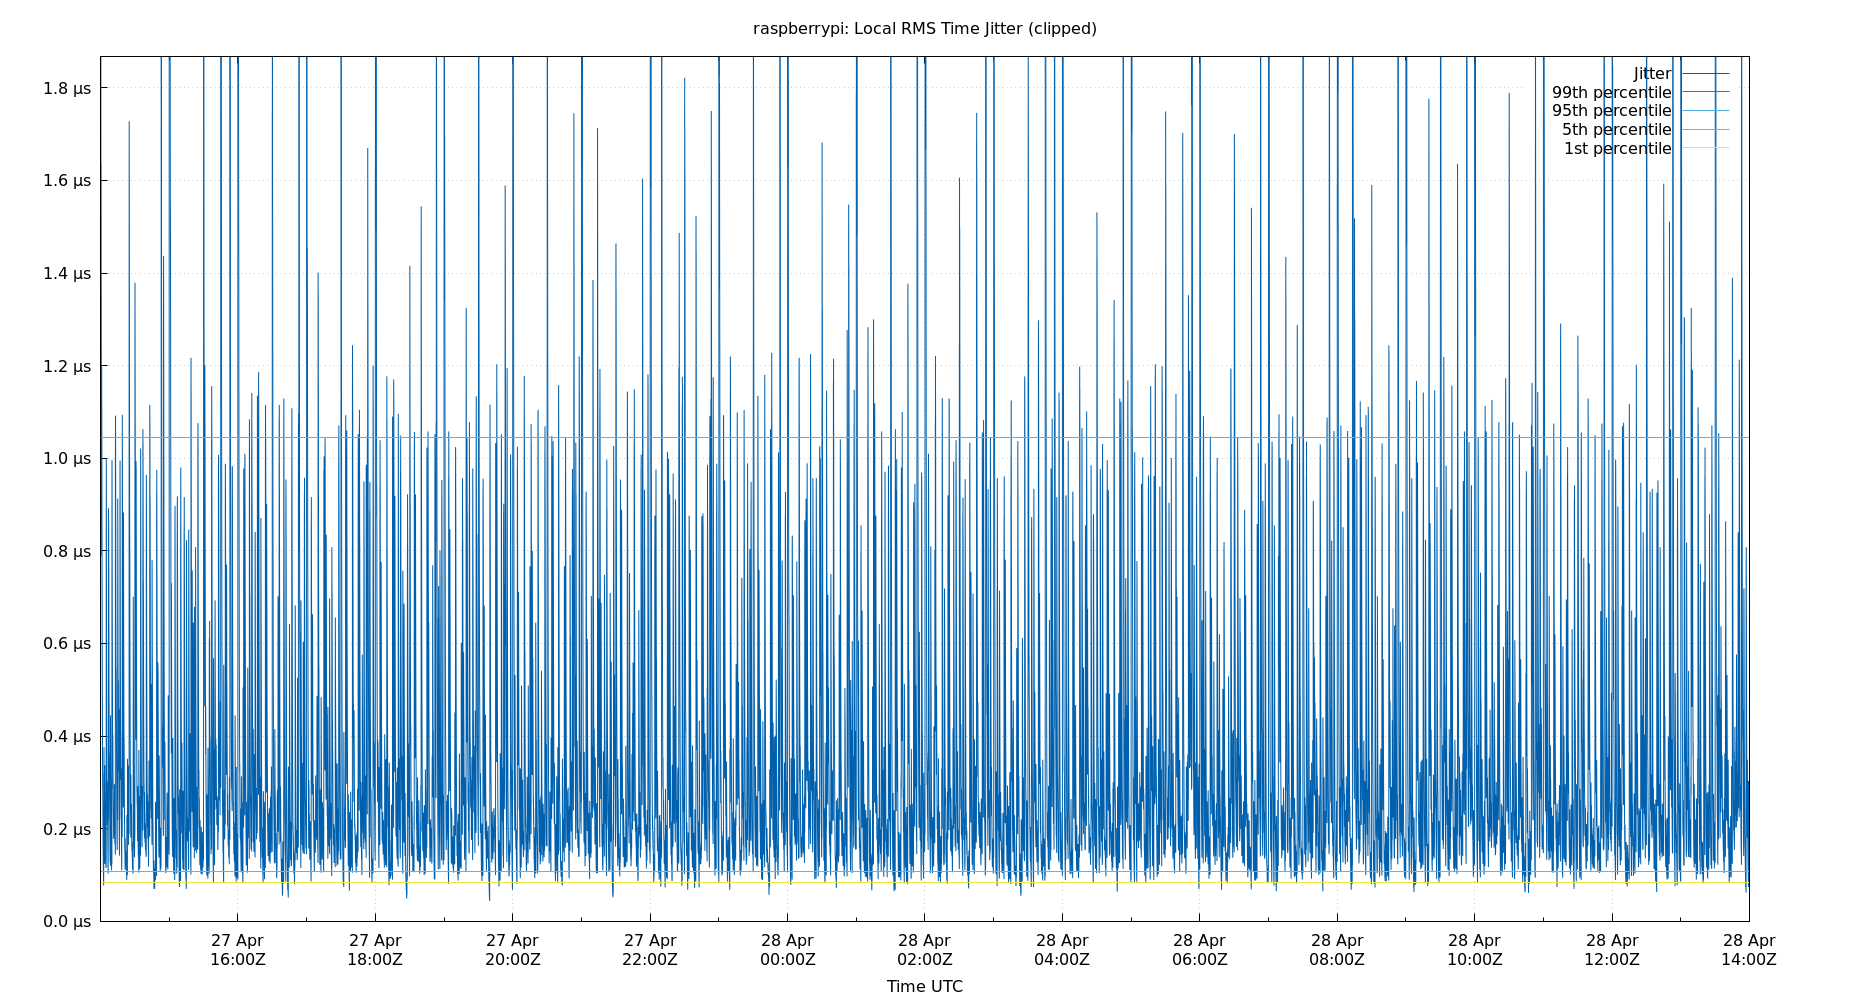 raspberrypi: Local RMS Time Jitter (clipped)
Jitter
99th percentile
95th percentile
5th percentile
1st percentile
1.8 µs
1.6 µs
1.4 µs
1.2 µs
1.0 µs
0.8 µs
0.6 µs
0.4 µs
0.2 µs
0.0 µs
27 Apr 27 Apr 27 Apr 27 Apr 28 Apr 28 Apr 28 Apr 28 Apr 28 Apr 28 Apr 28 Apr 28 Apr
16:00Z 18:00Z 20:00Z 22:00Z 00:00Z 02:00Z 04:00Z 06:00Z 08:00Z 10:00Z 12:00Z 14:00Z
Time UTC